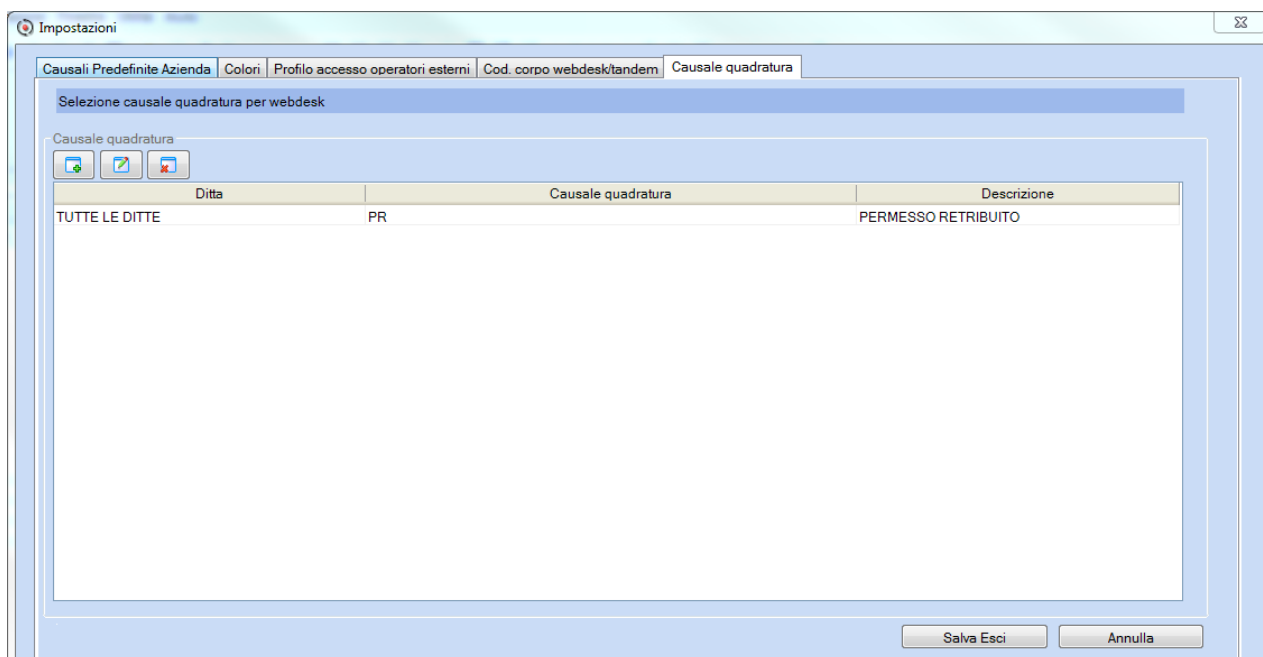 Impostazioni
Causali Predefinite Azienda Colori Profilo accesso operatori esterni Cod. corpo webdesk/tandem Causale quadratura
Selezione causale quadratura per webdesk
Causale quadratura
Ditta Causale quadratura Descrizione
TUTTE LE DITTE PR PERMESSO RETRIBUITO
Salva Esci Annulla